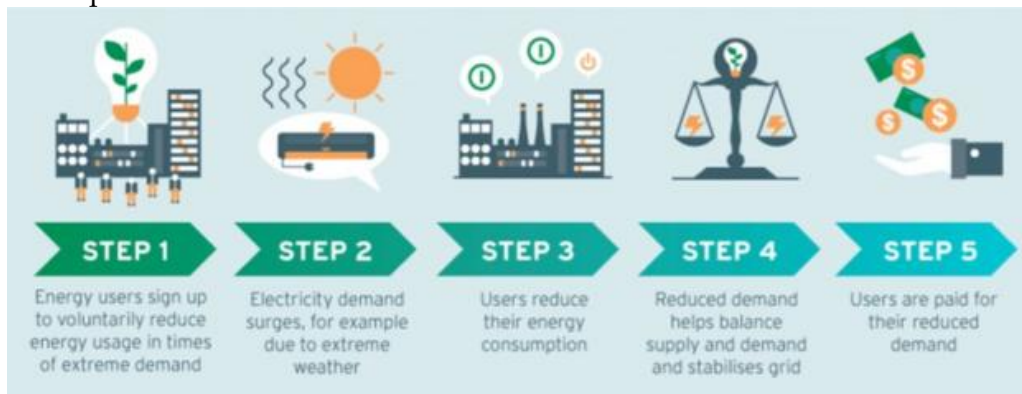 STEP 1
Energy users sign up
to voluntarily reduce
energy usage in times
of extreme demand
STEP 2
Electricity demand
surges, for example
due to extreme
weather
STEP 3
Users reduce
their energy
consumption
STEP 4
Reduced demand
helps balance
supply and demand
and stabilises grid
STEP 5
Users are paid for
their reduced
demand